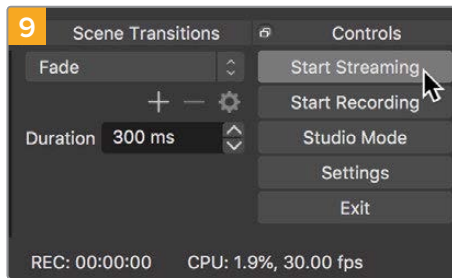 9
Scene Transitions
Controls
Fade
Start Streaming
Start Recording
Duration 300 ms
Studio Mode
Settings
Exit
REC: 00:00:00 CPU: 1.9%, 30.00 fps